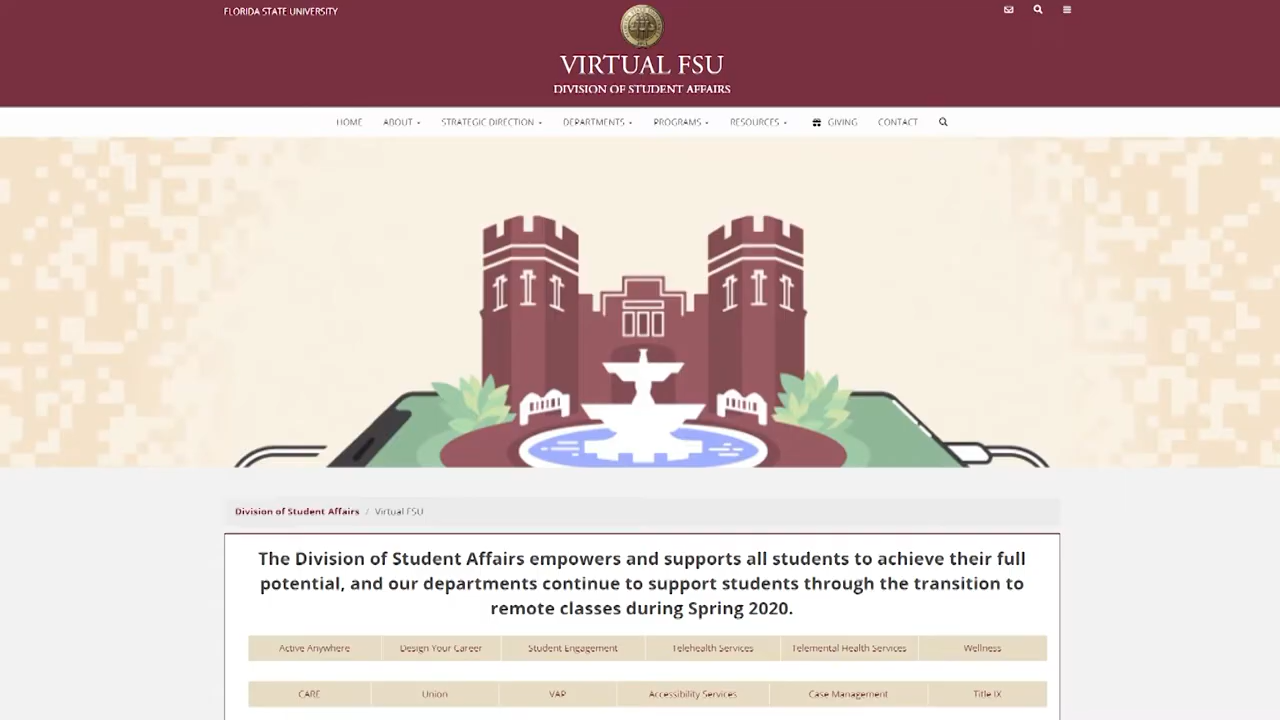 FLORIDA STATE UNIVERSITY
VIRTUAL FSU
DIVISION OF STUDENT AFFAIRS
HOME ABOUT STRATEGIC DIRECTION DEPARTMENTS PROGRAMS RESOURCES GIVING CONTACT
Division of Student Affairs / Virtual FSU
The Division of Student Affairs empowers and supports all students to achieve their full
potential, and our departments continue to support students through the transition to
remote classes during Spring 2020.
Active Anywhere Design Your Career Student Engagement Telehealth Services Telemental Health Services Wellness
CARE Union VAP Accessibility Services Case Management Title IX